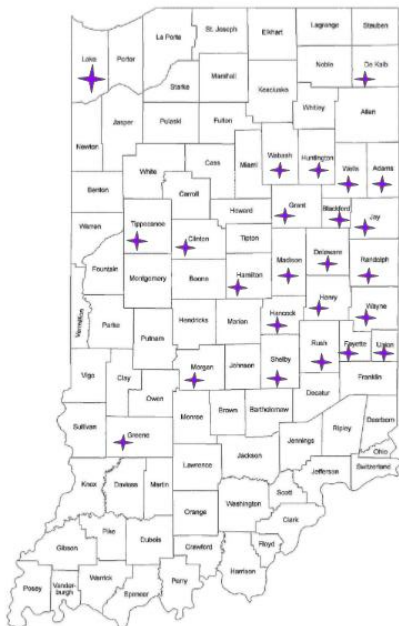 Lake
Porter
La Porte
St. Joseph
Elkhart
Lagrange
Steuben
Noble
De Kalb
Starke
Marshall
Kosciusko
Whitley
Allen
Newton
Jasper
Pulaski
Fulton
Wabash
Huntington
Wells
Adams
Benton
White
Cass
Miami
Carroll
Grant
Blackford
Jay
Warren
Tippecanoe
Clinton
Howard
Tipton
Madison
Delaware
Randolph
Fountain
Montgomery
Boone
Hamilton
Henry
Wayne
Vermillion
Parke
Putnam
Hendricks
Marion
Hancock
Rush
Fayette
Union
Vigo
Clay
Owen
Morgan
Johnson
Shelby
Franklin
Decatur
Sullivan
Greene
Monroe
Brown
Bartholomew
Jennings
Ripley
Dearborn
Ohio
Switzerland
Jefferson
Knox
Daviess
Martin
Lawrence
Jackson
Scott
Washington
Clark
Orange
Gibson
Pike
Dubois
Crawford
Floyd
Harrison
Posey
Vander-
burgh
Warrick
Spencer
Perry